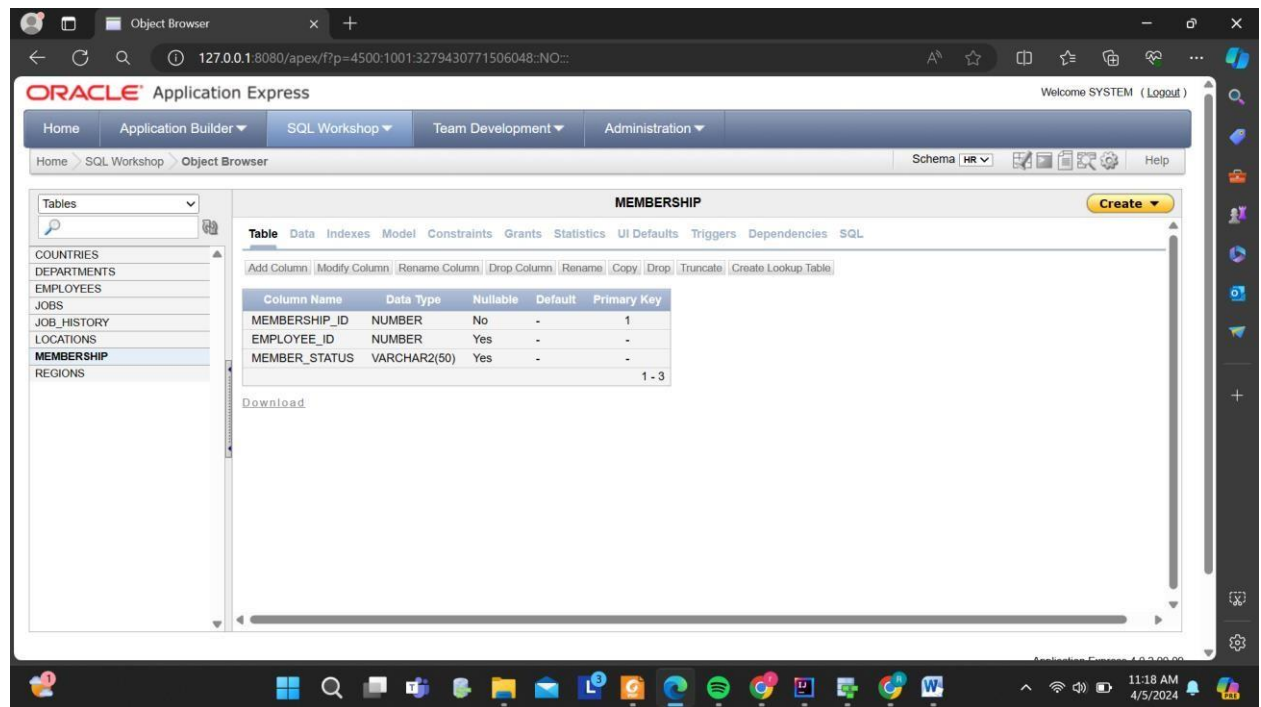 Object Browser
127.0.0.1:8080/apex/f?p=4500:1001:3279430771506048::NO:::
ORACLE Application Express
Welcome SYSTEM ( Logout )
Home Application Builder SQL Workshop Team Development Administration
Home SQL Workshop Object Browser
Schema HR Help
Tables
MEMBERSHIP
Create
Table Data Indexes Model Constraints Grants Statistics UI Defaults Triggers Dependencies SQL
Add Column Modify Column Rename Column Drop Column Rename Copy Drop Truncate Create Lookup Table
COUNTRIES
DEPARTMENTS
EMPLOYEES
JOBS
JOB_HISTORY
LOCATIONS
MEMBERSHIP
REGIONS
Column Name Data Type Nullable Default Primary Key
MEMBERSHIP_ID NUMBER No - 1
EMPLOYEE_ID NUMBER Yes - -
MEMBER_STATUS VARCHAR2(50) Yes - -
1 - 3
Download
11:18 AM
4/5/2024